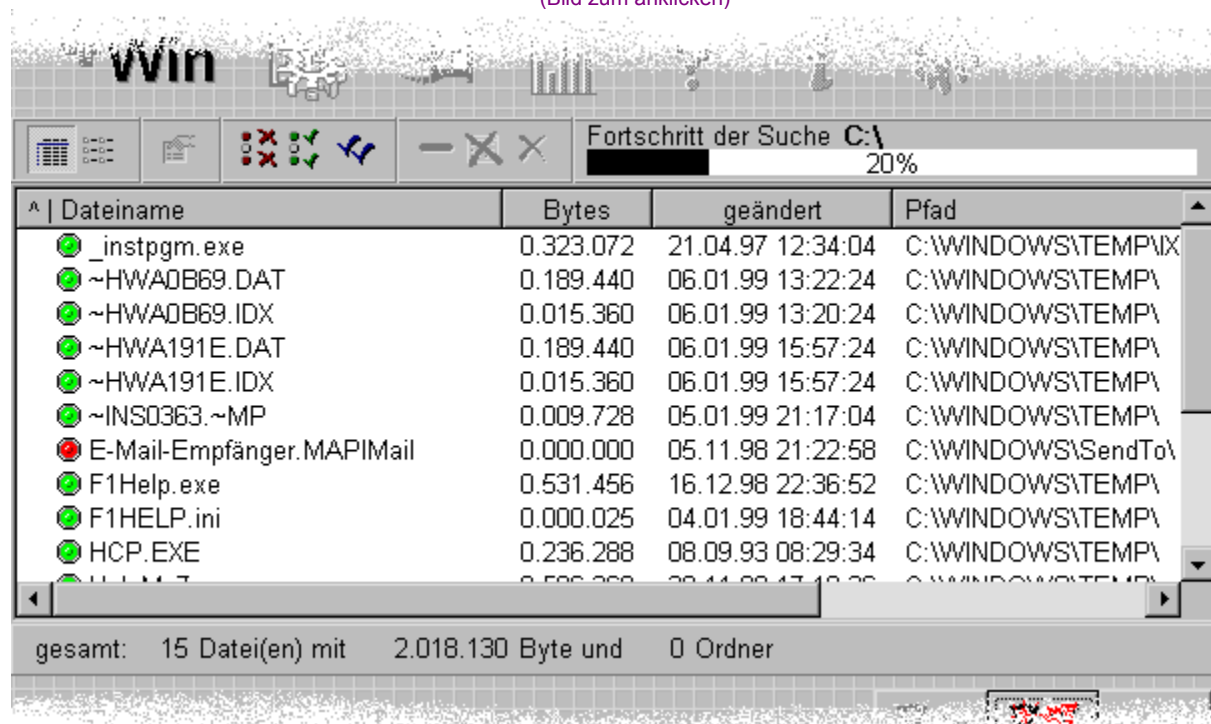 (Bild zum anklicken)
Win
Fortschritt der Suche C:\
20%
^ | Dateiname Bytes geändert Pfad
_instpgm.exe 0.323.072 21.04.97 12:34:04 C:\WINDOWS\TEMP\IX
~HWA0B69.DAT 0.189.440 06.01.99 13:22:24 C:\WINDOWS\TEMP\
~HWA0B69.IDX 0.015.360 06.01.99 13:20:24 C:\WINDOWS\TEMP\
~HWA191E.DAT 0.189.440 06.01.99 15:57:24 C:\WINDOWS\TEMP\
~HWA191E.IDX 0.015.360 06.01.99 15:57:24 C:\WINDOWS\TEMP\
~INS0363.~MP 0.009.728 05.01.99 21:17:04 C:\WINDOWS\TEMP\
E-Mail-Empfänger.MAPIMail 0.000.000 05.11.98 21:22:58 C:\WINDOWS\SendTo\
F1Help.exe 0.531.456 16.12.98 22:36:52 C:\WINDOWS\TEMP\
F1HELP.ini 0.000.025 04.01.99 18:44:14 C:\WINDOWS\TEMP\
HCP.EXE 0.236.288 08.09.93 08:29:34 C:\WINDOWS\TEMP\
gesamt: 15 Datei(en) mit 2.018.130 Byte und 0 Ordner